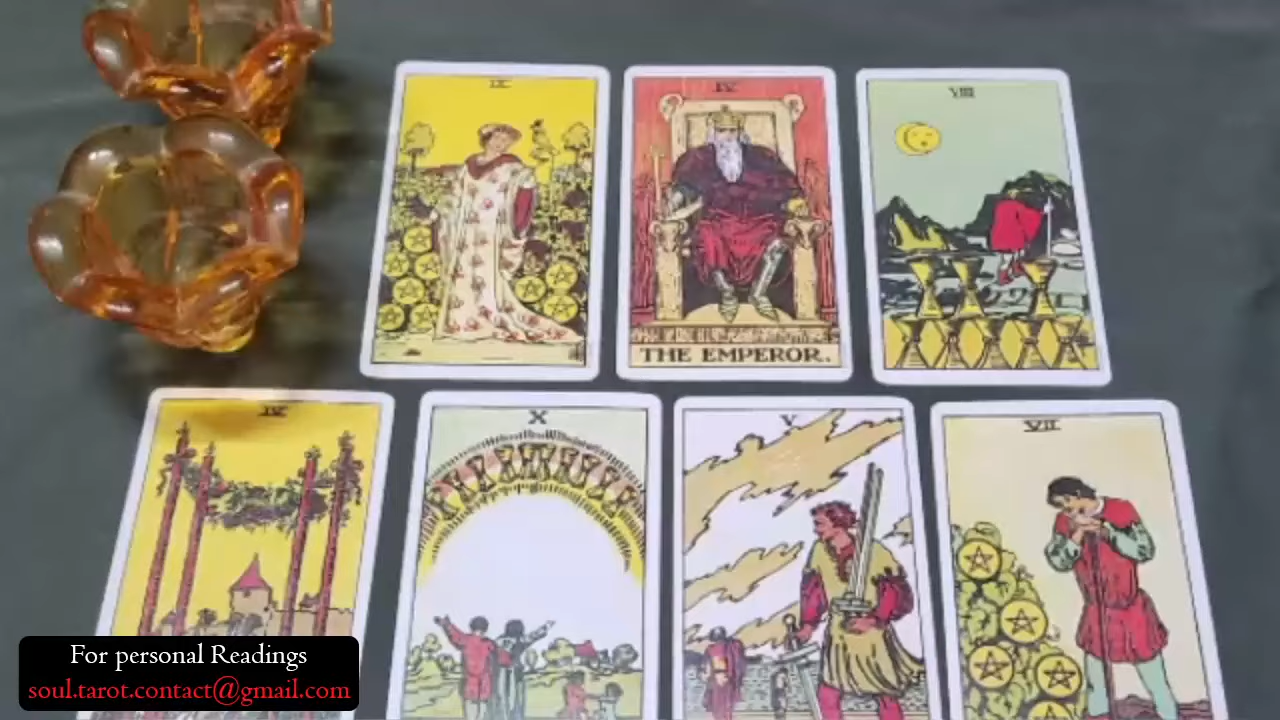 IX
IV
VIII
THE EMPEROR.
IV
X
V
VII
For personal Readings
soul.tarot.contact@gmail.com